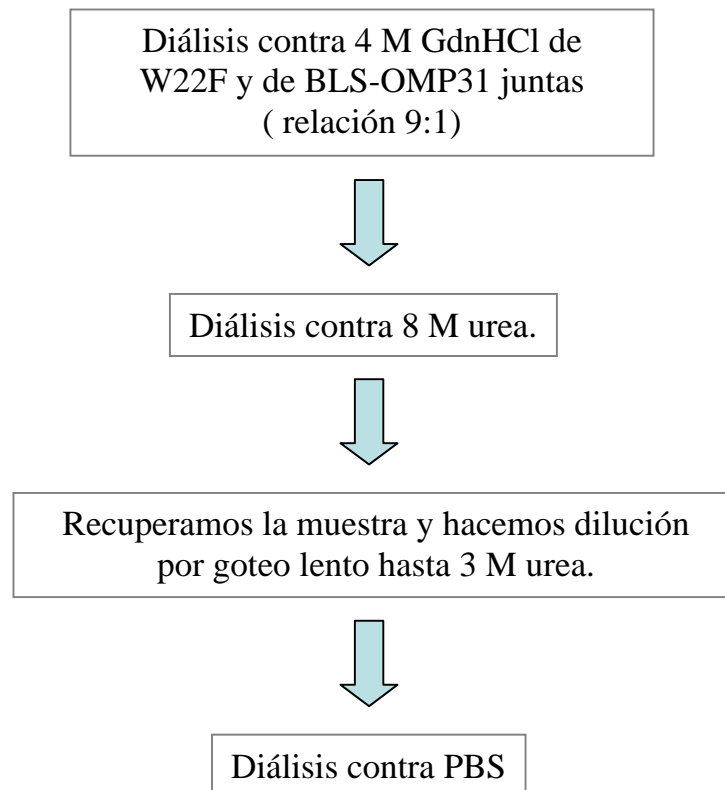 Diálisis contra 4 M GdnHCl de
W22F y de BLS-OMP31 juntas
( relación 9:1)
Diálisis contra 8 M urea.
Recuperamos la muestra y hacemos dilución
por goteo lento hasta 3 M urea.
Diálisis contra PBS